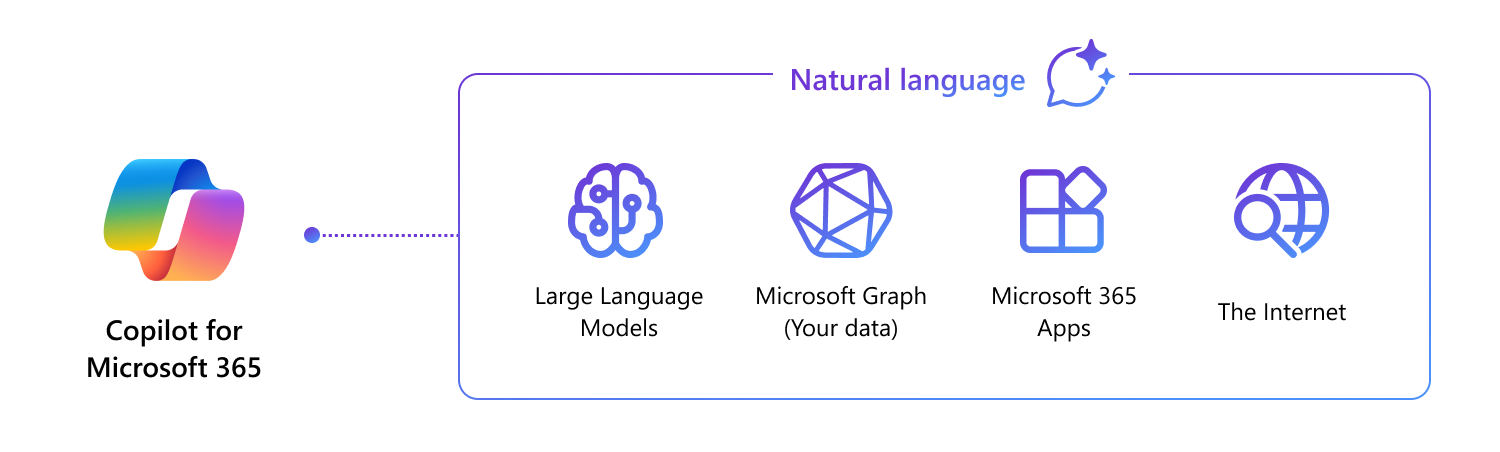 Natural language
Copilot for
Microsoft 365
Large Language
Models
Microsoft Graph
(Your data)
Microsoft 365
Apps
The Internet